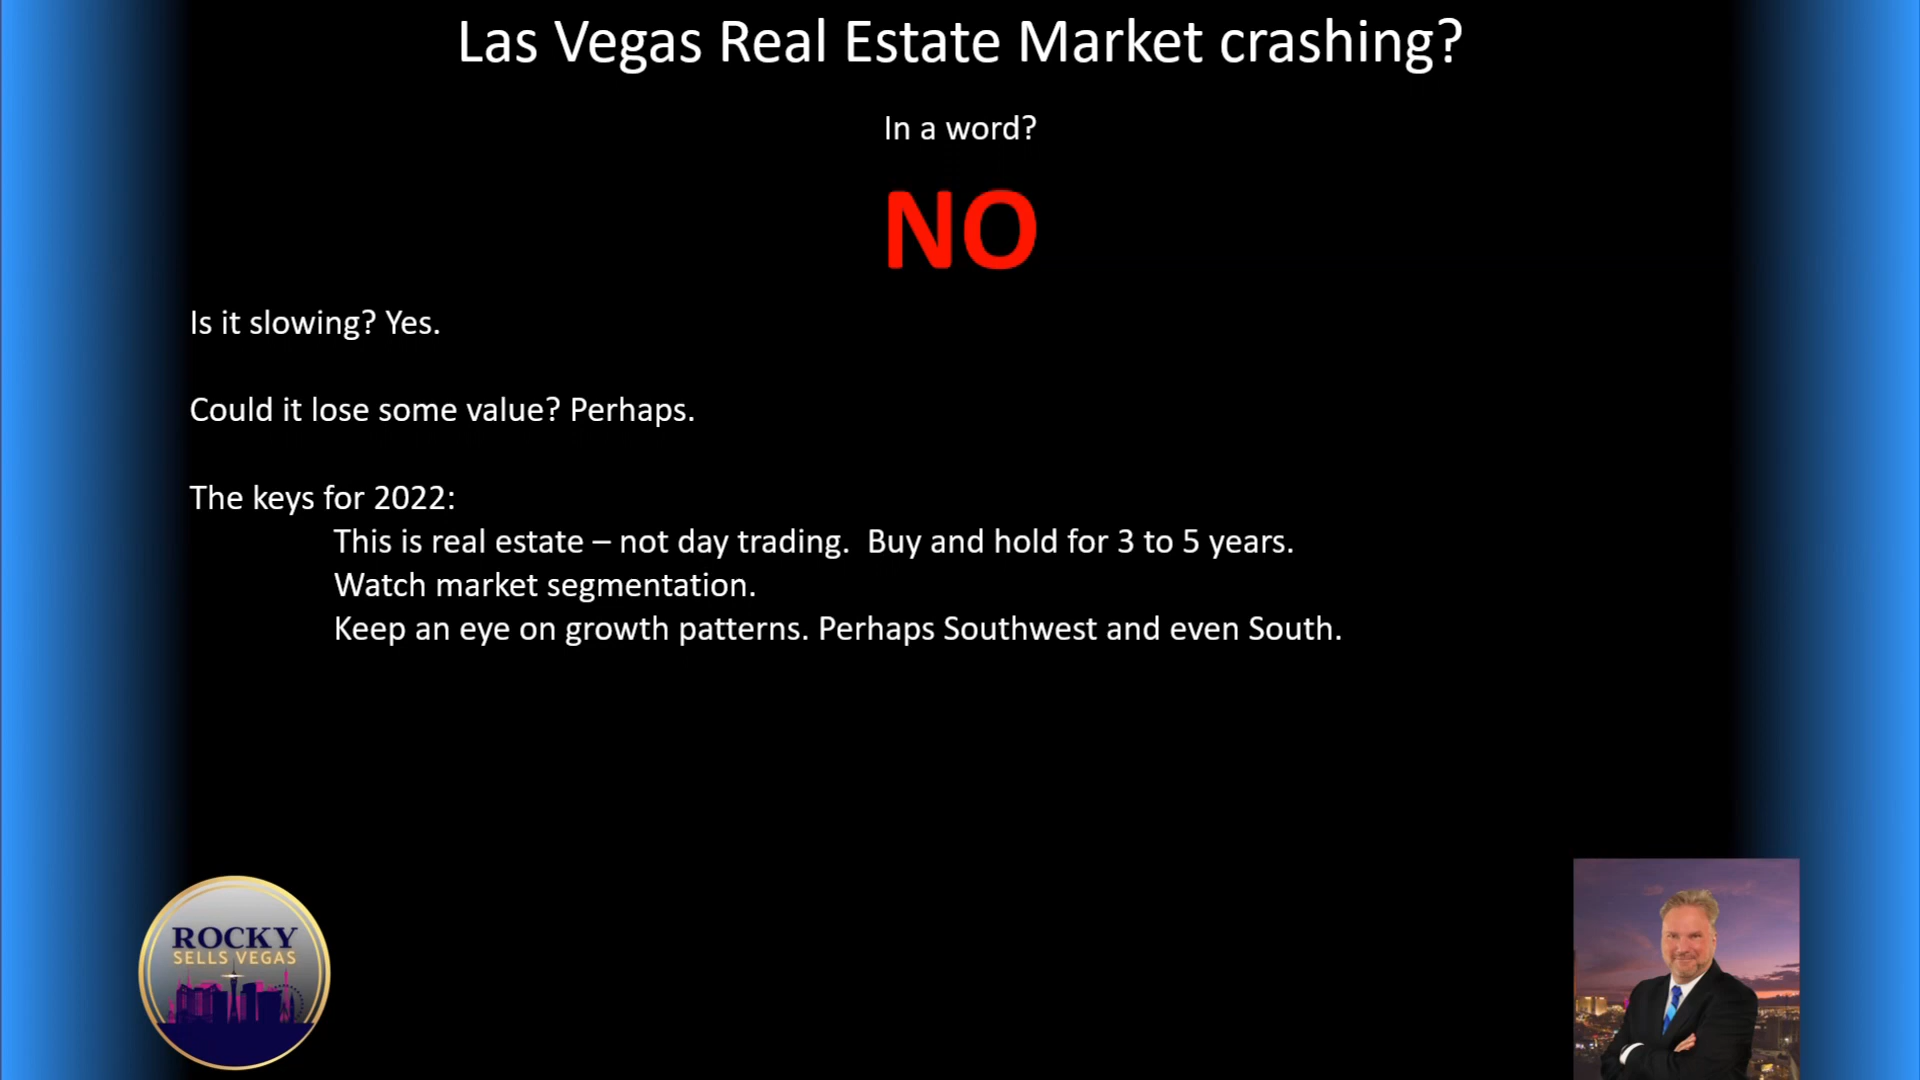 Las Vegas Real Estate Market crashing?
In a word?
NO
Is it slowing? Yes.
Could it lose some value? Perhaps.
The keys for 2022:
This is real estate – not day trading.  Buy and hold for 3 to 5 years.
Watch market segmentation.
Keep an eye on growth patterns. Perhaps Southwest and even South.
ROCKY
SELLS VEGAS